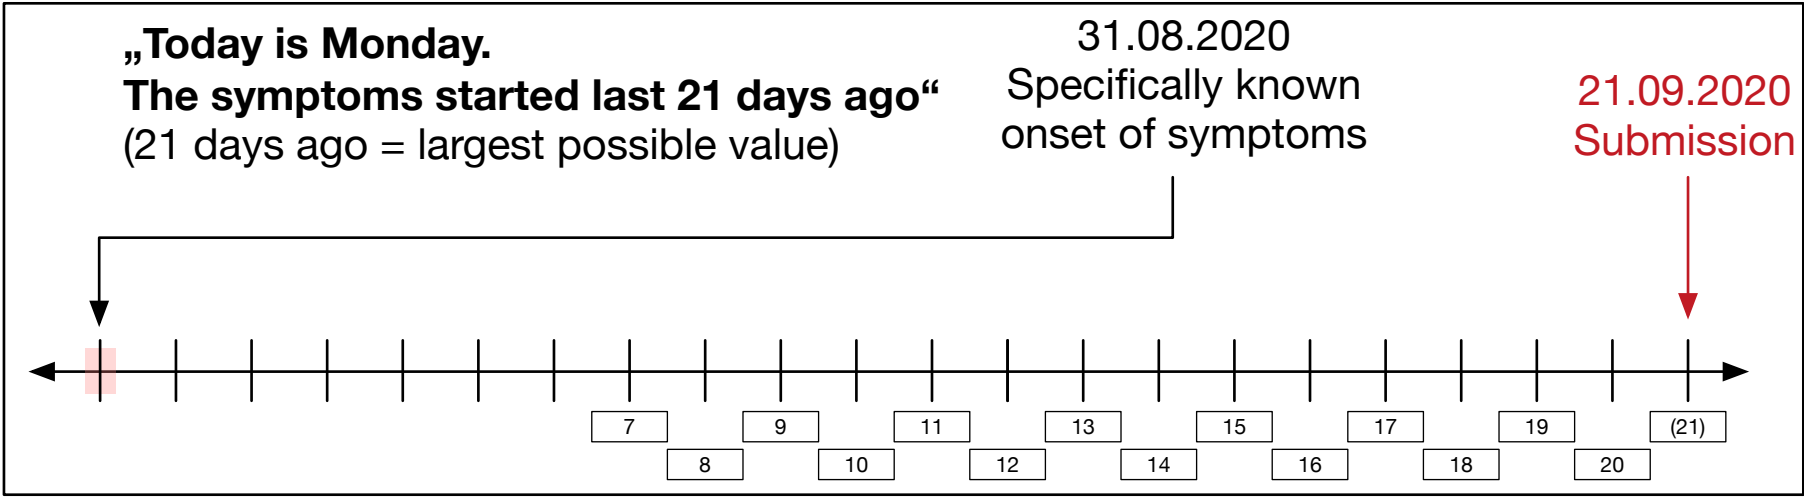 „Today is Monday.
The symptoms started last 21 days ago“
(21 days ago = largest possible value)
31.08.2020
Specifically known
onset of symptoms
21.09.2020
Submission
7
8
9
10
11
12
13
14
15
16
17
18
19
20
(21)